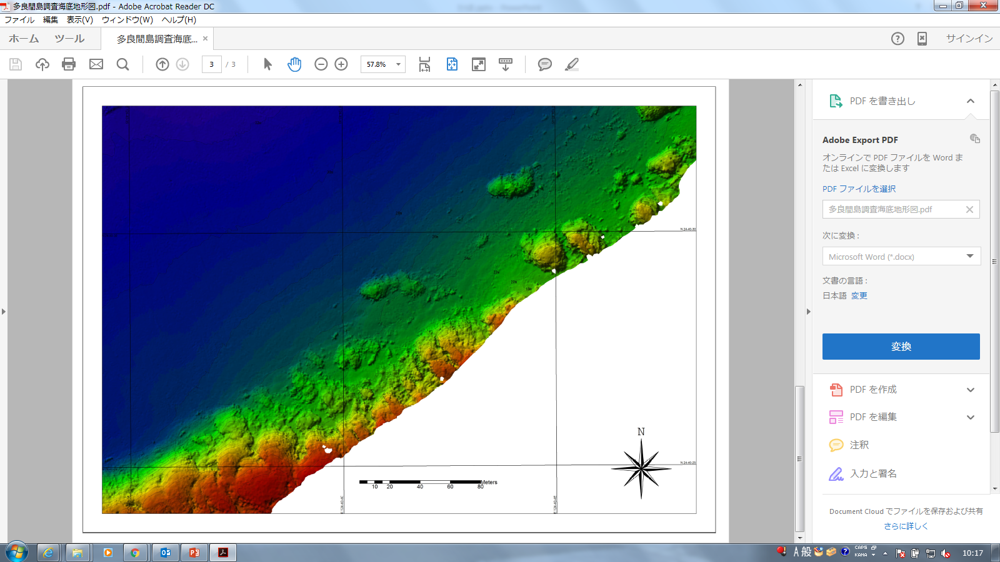 多良間島調査海底地形図.pdf - Adobe Acrobat Reader DC
ファイル 編集 表示(V) ウィンドウ(W) ヘルプ(H)
ホーム ツール 多良間島調査海底... × サインイン
3 / 3 57.8%
PDF を書き出し
Adobe Export PDF
オンラインで PDF ファイルを Word ま
たは Excel に変換します
PDF ファイルを選択
多良間島調査海底地形図.pdf
次に変換 :
Microsoft Word (*.docx)
文書の言語 :
日本語 変更
変換
PDF を作成
PDF を編集
注釈
入力と署名
Document Cloud でファイルを保存および共有
さらに詳しく
N 24-40-30
24m
22m
20m
18m
N
N 24-40-25
Meters
10 20 40 60 80
A 般 CAPS KANA
10:17